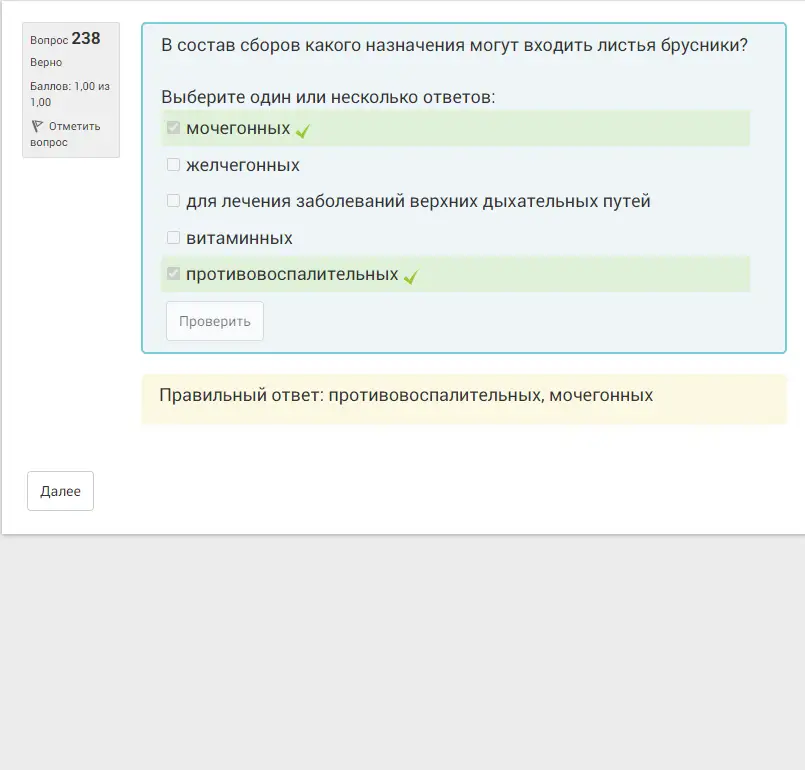 Вопрос 238
Верно
Баллов: 1,00 из
1,00
Отметить
вопрос
В состав сборов какого назначения могут входить листья брусники?
Выберите один или несколько ответов:
мочегонных
желчегонных
для лечения заболеваний верхних дыхательных путей
витаминных
противовоспалительных
Проверить
Правильный ответ: противовоспалительных, мочегонных
Далее